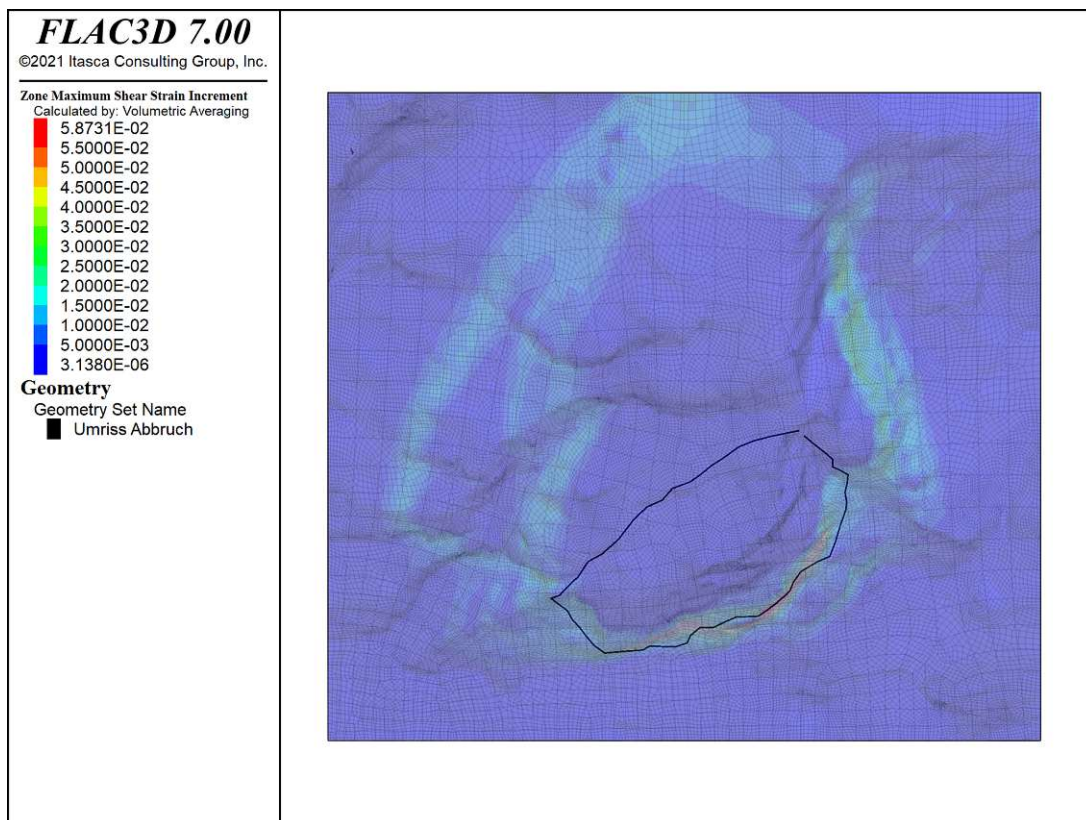 FLAC3D 7.00
©2021 Itasca Consulting Group, Inc.
Zone Maximum Shear Strain Increment
Calculated by: Volumetric Averaging
5.8731E-02
5.5000E-02
5.0000E-02
4.5000E-02
4.0000E-02
3.5000E-02
3.0000E-02
2.5000E-02
2.0000E-02
1.5000E-02
1.0000E-02
5.0000E-03
3.1380E-06
Geometry
Geometry Set Name
Umriss Abbruch